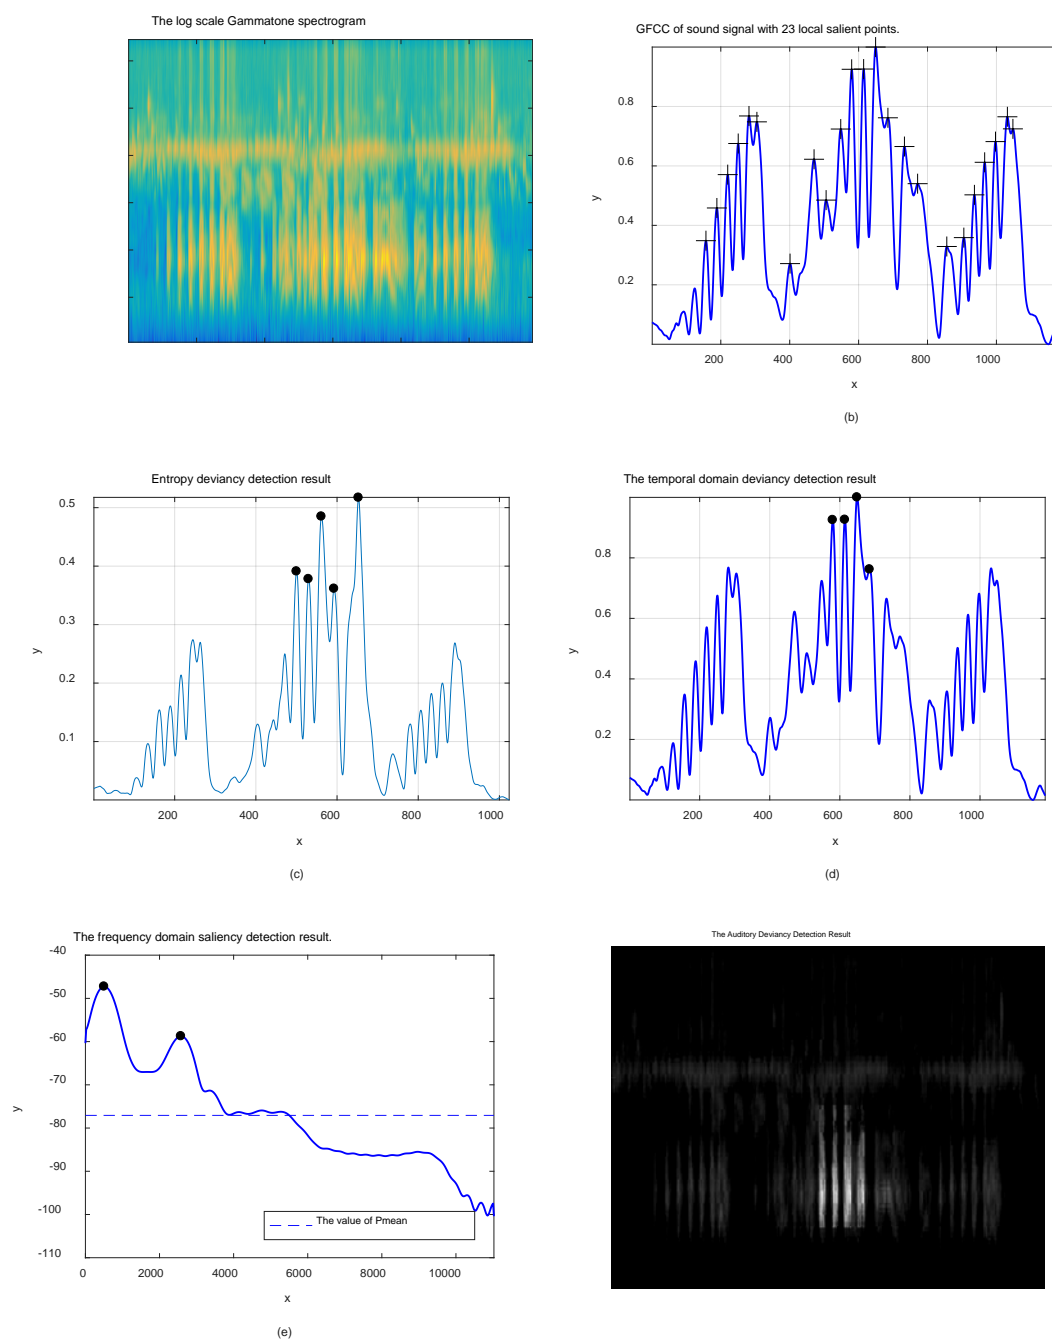 The log scale Gammatone spectrogram
GFCC of sound signal with 23 local salient points.
0.8
0.6
0.4
0.2
y
200 400 600 800 1000
x
(b)
Entropy deviancy detection result
0.5
0.4
0.3
0.2
0.1
y
200 400 600 800 1000
x
(c)
The temporal domain deviancy detection result
0.8
0.6
0.4
0.2
y
200 400 600 800 1000
x
(d)
The frequency domain saliency detection result.
-40
-50
-60
-70
-80
-90
-100
-110
y
The value of Pmean
0 2000 4000 6000 8000 10000
x
(e)
The Auditory Deviancy Detection Result